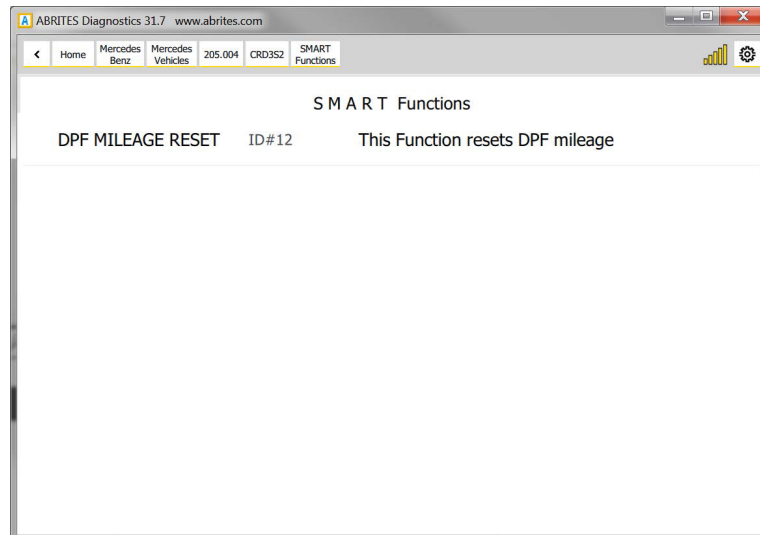 A ABRITES Diagnostics 31.7 www.abrites.com
< Home Mercedes Benz Mercedes Vehicles 205.004 CRD3S2 SMART Functions
S M A R T Functions
DPF MILEAGE RESET ID#12 This Function resets DPF mileage